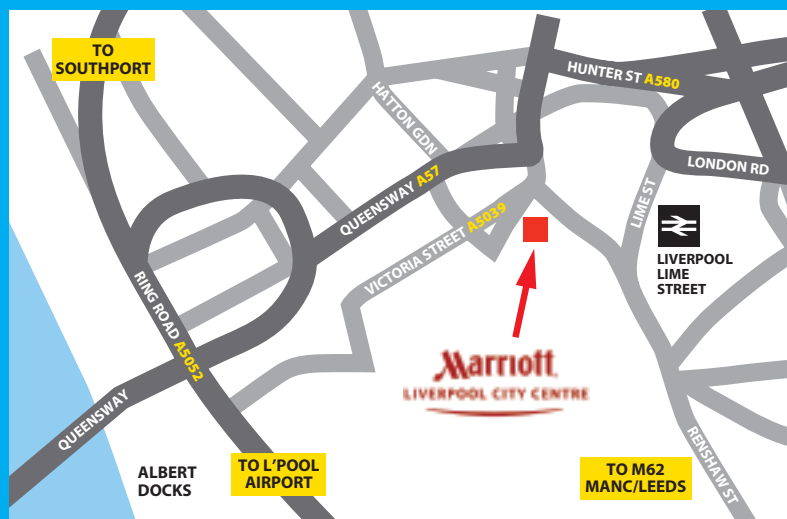 TO
SOUTHPORT
HUNTER ST A580
HATTON GDN
LONDON RD
QUEENSWAY A57
LIME ST
VICTORIA STREET A5039
LIVERPOOL
LIME
STREET
RING ROAD A5052
Marriott
LIVERPOOL CITY CENTRE
QUEENSWAY
RENSHAW ST
ALBERT
DOCKS
TO L'POOL
AIRPORT
TO M62
MANC/LEEDS